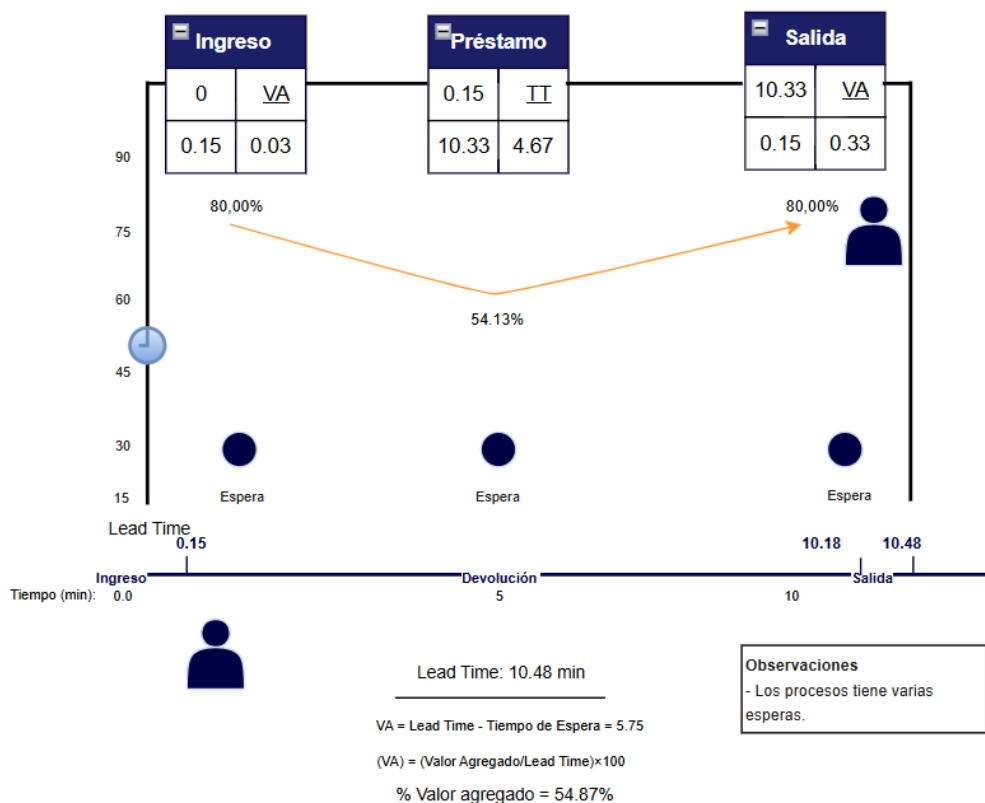 Ingreso
0 VA
0.15 0.03
Préstamo
0.15 TT
10.33 4.67
Salida
10.33 VA
0.15 0.33
90
75
60
45
30
15
80,00%
54.13%
80,00%
Espera
Espera
Espera
Lead Time
0.15
10.18
10.48
Ingreso
Devolución
Salida
Tiempo (min): 0.0 5 10
Lead Time: 10.48 min
VA = Lead Time - Tiempo de Espera = 5.75
(VA) = (Valor Agregado/Lead Time)×100
% Valor agregado = 54.87%
Observaciones
- Los procesos tiene varias
esperas.